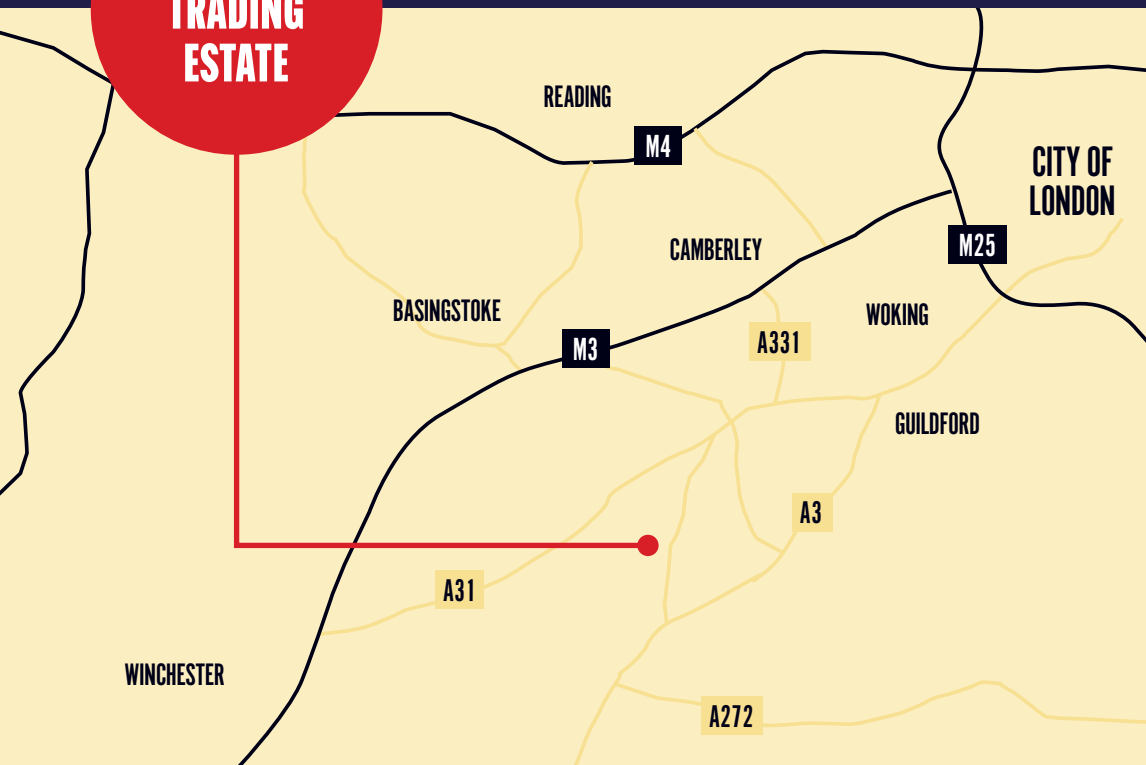 TRADING
ESTATE
READING
M4
CITY OF
LONDON
CAMBERLEY
M25
BASINGSTOKE
WOKING
M3
A331
GUILDFORD
A3
A31
WINCHESTER
A272